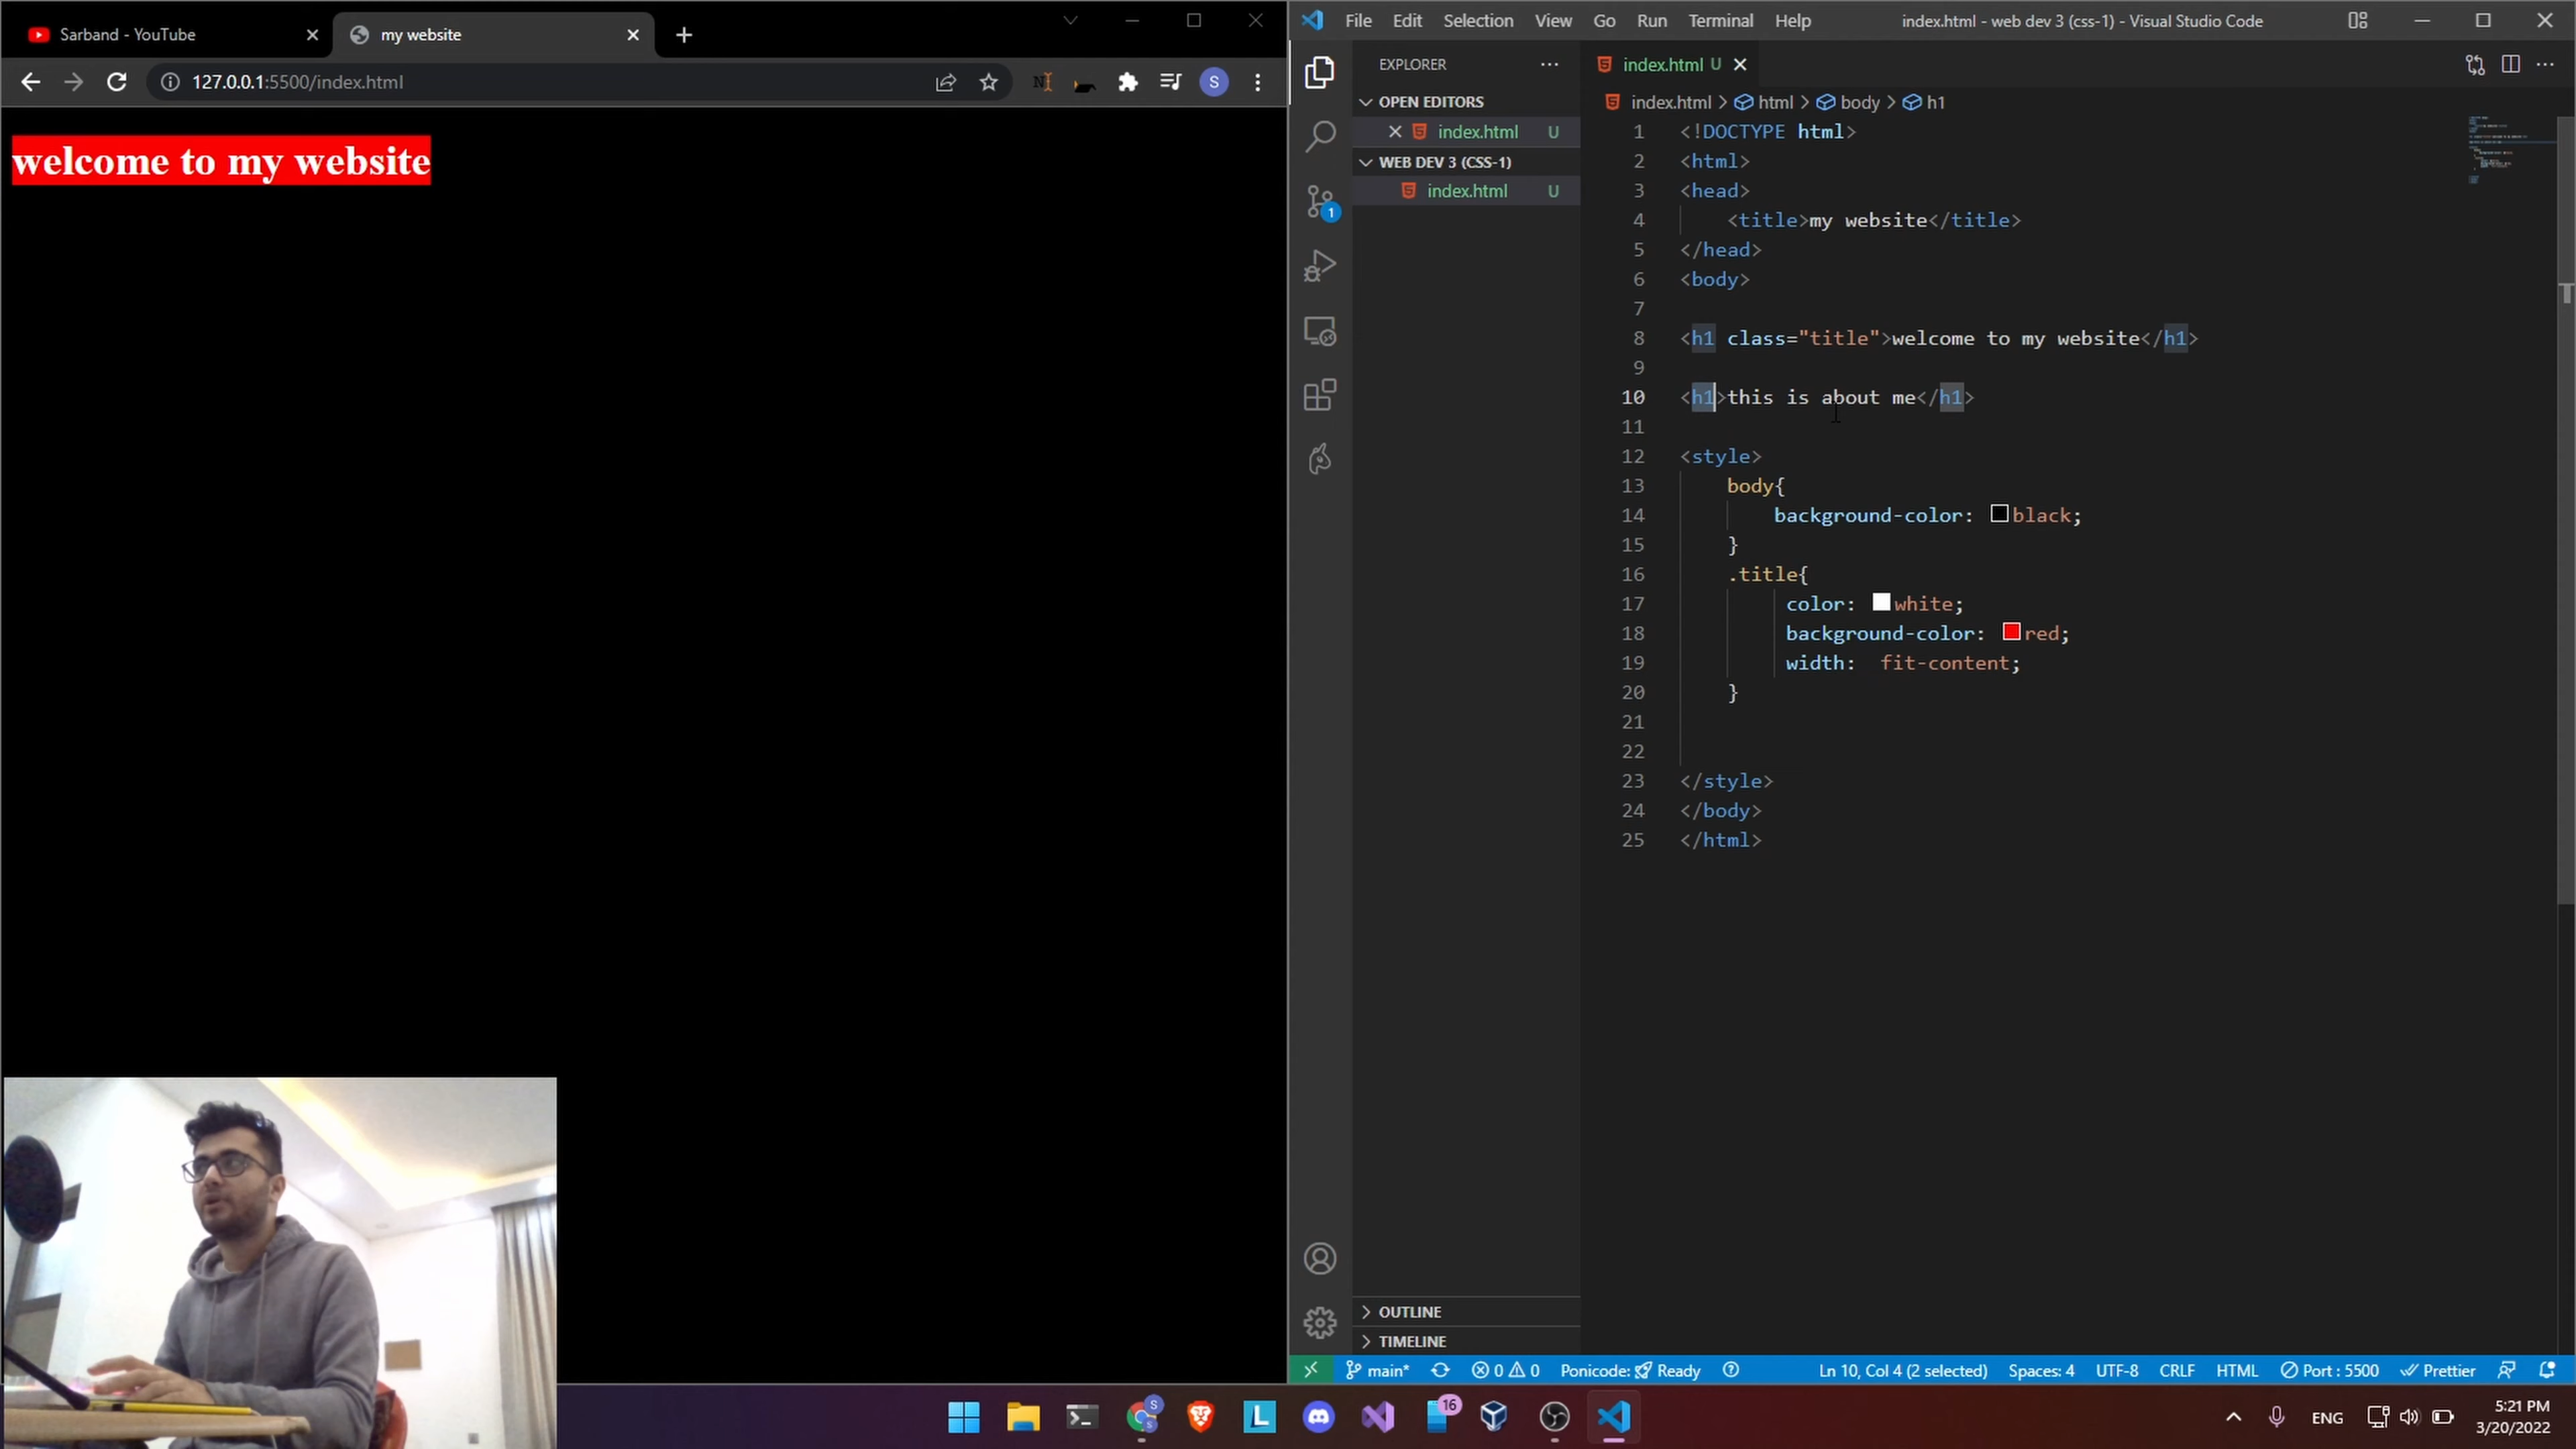 Sarband - YouTube
my website
127.0.0.1:5500/index.html
S
welcome to my website
File Edit Selection View Go Run Terminal Help
index.html - web dev 3 (css-1) - Visual Studio Code
EXPLORER
OPEN EDITORS
index.html U
WEB DEV 3 (CSS-1)
index.html U
1
OUTLINE
TIMELINE
index.html U
index.html > html > body > h1
1 <!DOCTYPE html>
2 <html>
3 <head>
4 <title>my website</title>
5 </head>
6 <body>
7
8 <h1 class="title">welcome to my website</h1>
9
10 <h1>this is about me</h1>
11
12 <style>
13 body{
14 background-color: black;
15 }
16 .title{
17 color: white;
18 background-color: red;
19 width: fit-content;
20 }
21
22
23 </style>
24 </body>
25 </html>
main* 0 0 Ponicode: Ready Ln 10, Col 4 (2 selected) Spaces: 4 UTF-8 CRLF HTML Port : 5500 Prettier
S
L
16
ENG
5:21 PM
3/20/2022